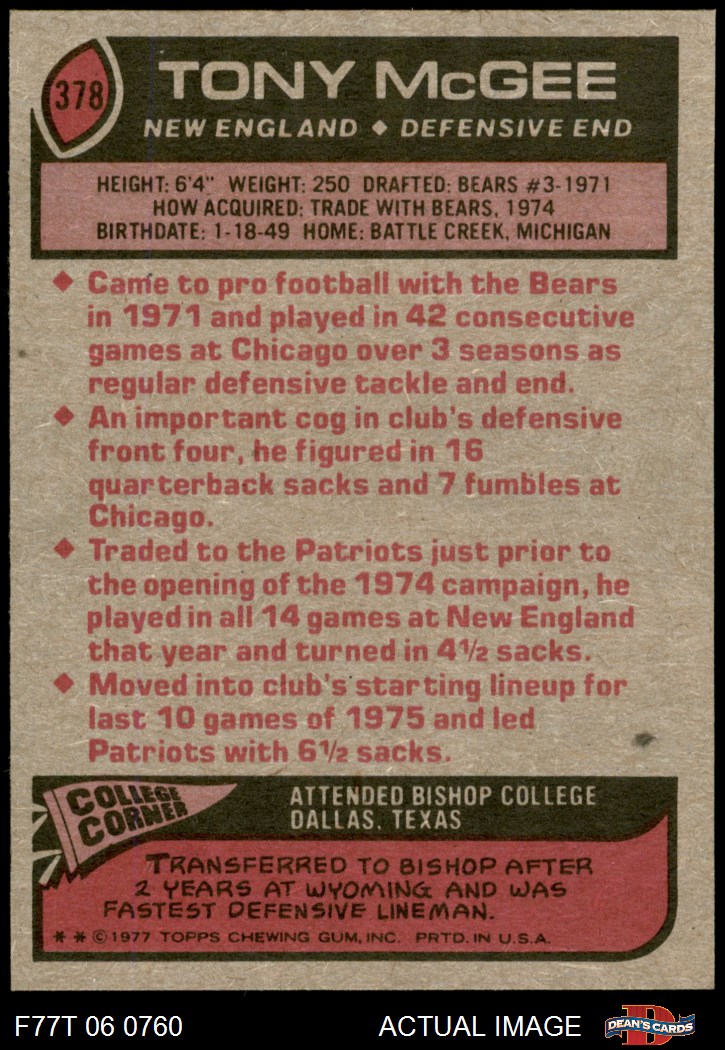 378
TONY McGEE
NEW ENGLAND ◆ DEFENSIVE END
HEIGHT: 6'4" WEIGHT: 250 DRAFTED: BEARS #3-1971
HOW ACQUIRED: TRADE WITH BEARS, 1974
BIRTHDATE: 1-18-49 HOME: BATTLE CREEK, MICHIGAN
◆ Came to pro football with the Bears
in 1971 and played in 42 consecutive
games at Chicago over 3 seasons as
regular defensive tackle and end.
◆ An important cog in club's defensive
front four, he figured in 16
quarterback sacks and 7 fumbles at
Chicago.
◆ Traded to the Patriots just prior to
the opening of the 1974 campaign, he
played in all 14 games at New England
that year and turned in 4½ sacks.
◆ Moved into club's starting lineup for
last 10 games of 1975 and led
Patriots with 6½ sacks.
COLLEGE
CORNER
ATTENDED BISHOP COLLEGE
DALLAS, TEXAS
TRANSFERRED TO BISHOP AFTER
2 YEARS AT WYOMING AND WAS
FASTEST DEFENSIVE LINEMAN.
* * © 1977 TOPPS CHEWING GUM, INC. PRTD. IN U.S.A.
F77T 06 0760
ACTUAL IMAGE
D
DEAN'S CARDS